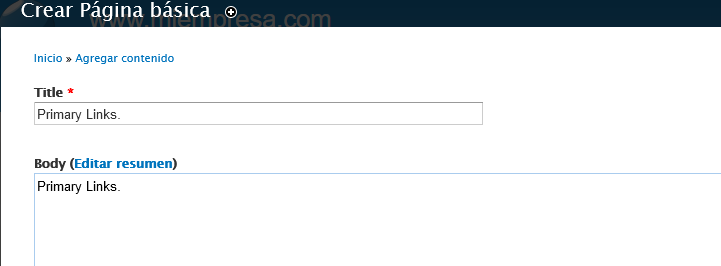 Crear Página básica
www.miempresa.com
Inicio » Agregar contenido
Title *
Primary Links.
Body (Editar resumen)
Primary Links.